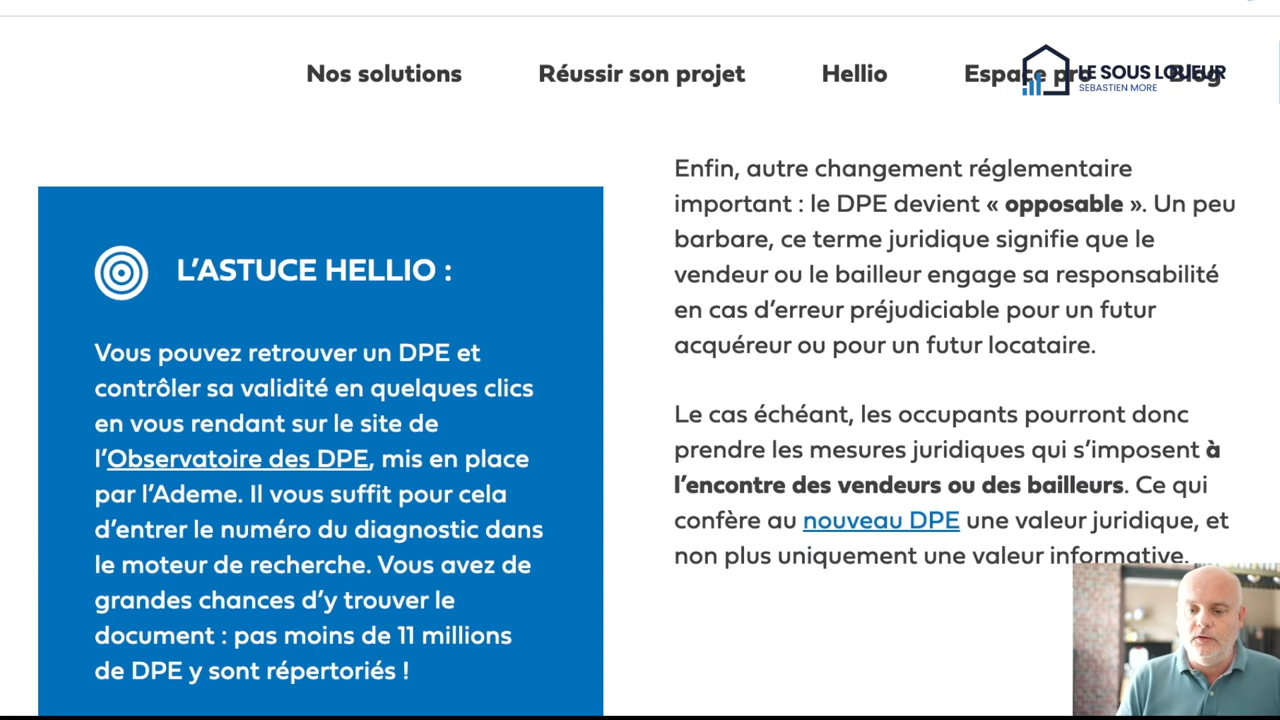 Nos solutions
Réussir son projet
Hellio
Espace pro
Blog
LE SOUS LOUEUR
SEBASTIEN MORE
L'ASTUCE HELLIO :
Vous pouvez retrouver un DPE et
contrôler sa validité en quelques clics
en vous rendant sur le site de
l'Observatoire des DPE, mis en place
par l'Ademe. Il vous suffit pour cela
d'entrer le numéro du diagnostic dans
le moteur de recherche. Vous avez de
grandes chances d'y trouver le
document : pas moins de 11 millions
de DPE y sont répertoriés !
Enfin, autre changement réglementaire
important : le DPE devient « opposable ». Un peu
barbare, ce terme juridique signifie que le
vendeur ou le bailleur engage sa responsabilité
en cas d'erreur préjudiciable pour un futur
acquéreur ou pour un futur locataire.
Le cas échéant, les occupants pourront donc
prendre les mesures juridiques qui s'imposent à
l'encontre des vendeurs ou des bailleurs. Ce qui
confère au nouveau DPE une valeur juridique, et
non plus uniquement une valeur informative.